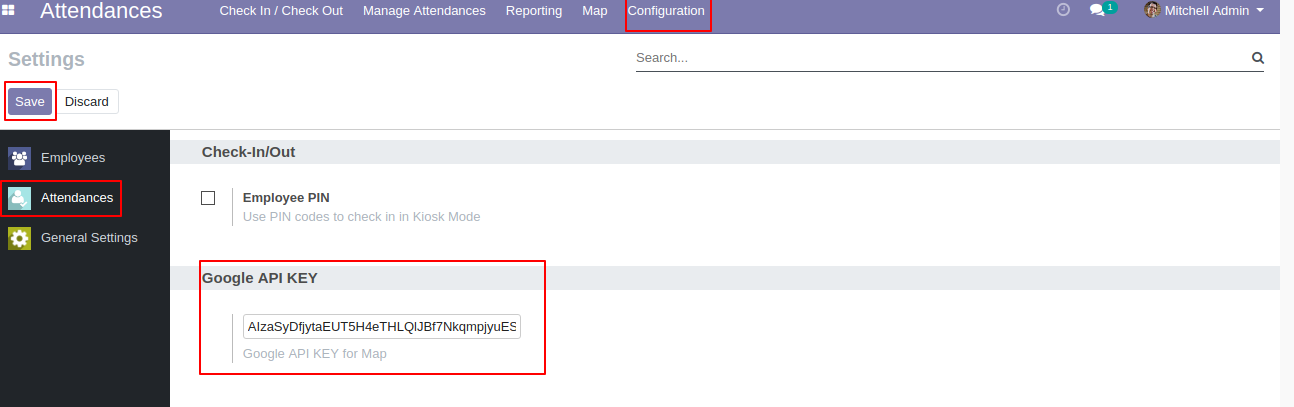 Attendances Check In / Check Out Manage Attendances Reporting Map Configuration 1 Mitchell Admin
Settings
Search...
Save Discard
Check-In/Out
Employees
Attendances
General Settings
Employee PIN
Use PIN codes to check in in Kiosk Mode
Google API KEY
AIzaSyDfjytaEUT5H4eTHLQlJBf7NkqmpjyuES
Google API KEY for Map